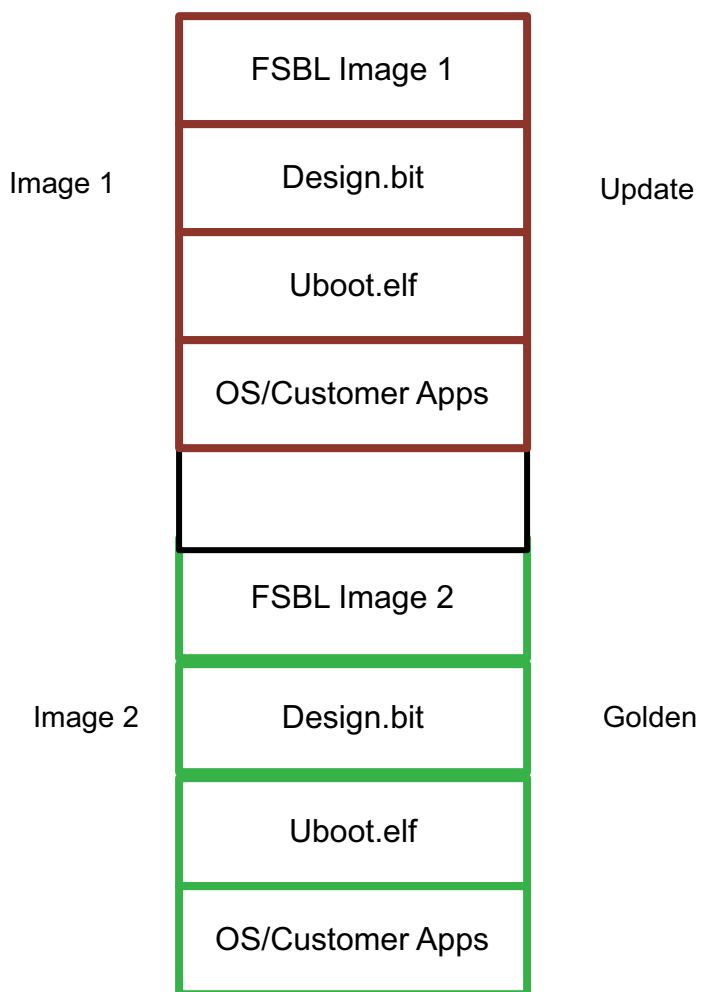 FSBL Image 1
Image 1
Design.bit
Update
Uboot.elf
OS/Customer Apps
FSBL Image 2
Image 2
Design.bit
Golden
Uboot.elf
OS/Customer Apps